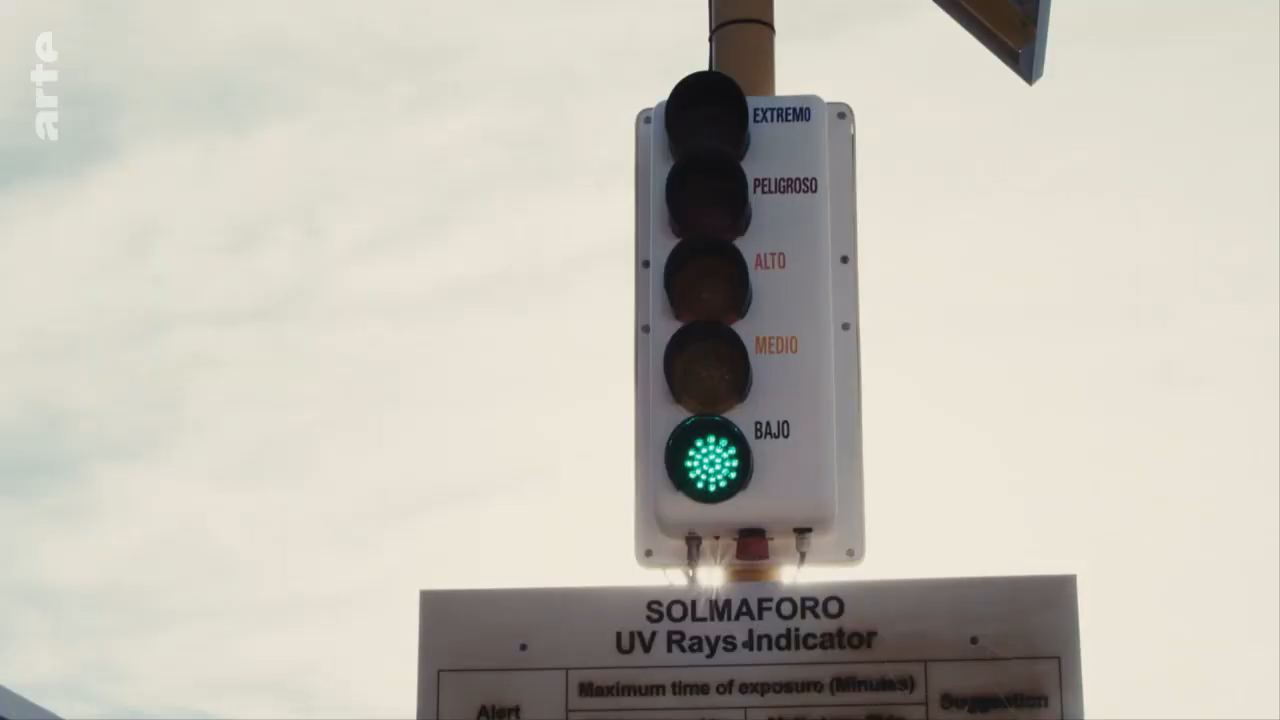 arte
EXTREMO
PELIGROSO
ALTO
MEDIO
BAJO
SOLMAFORO
UV Rays Indicator
Maximum time of exposure (Minutes)
Alert
Suggestion